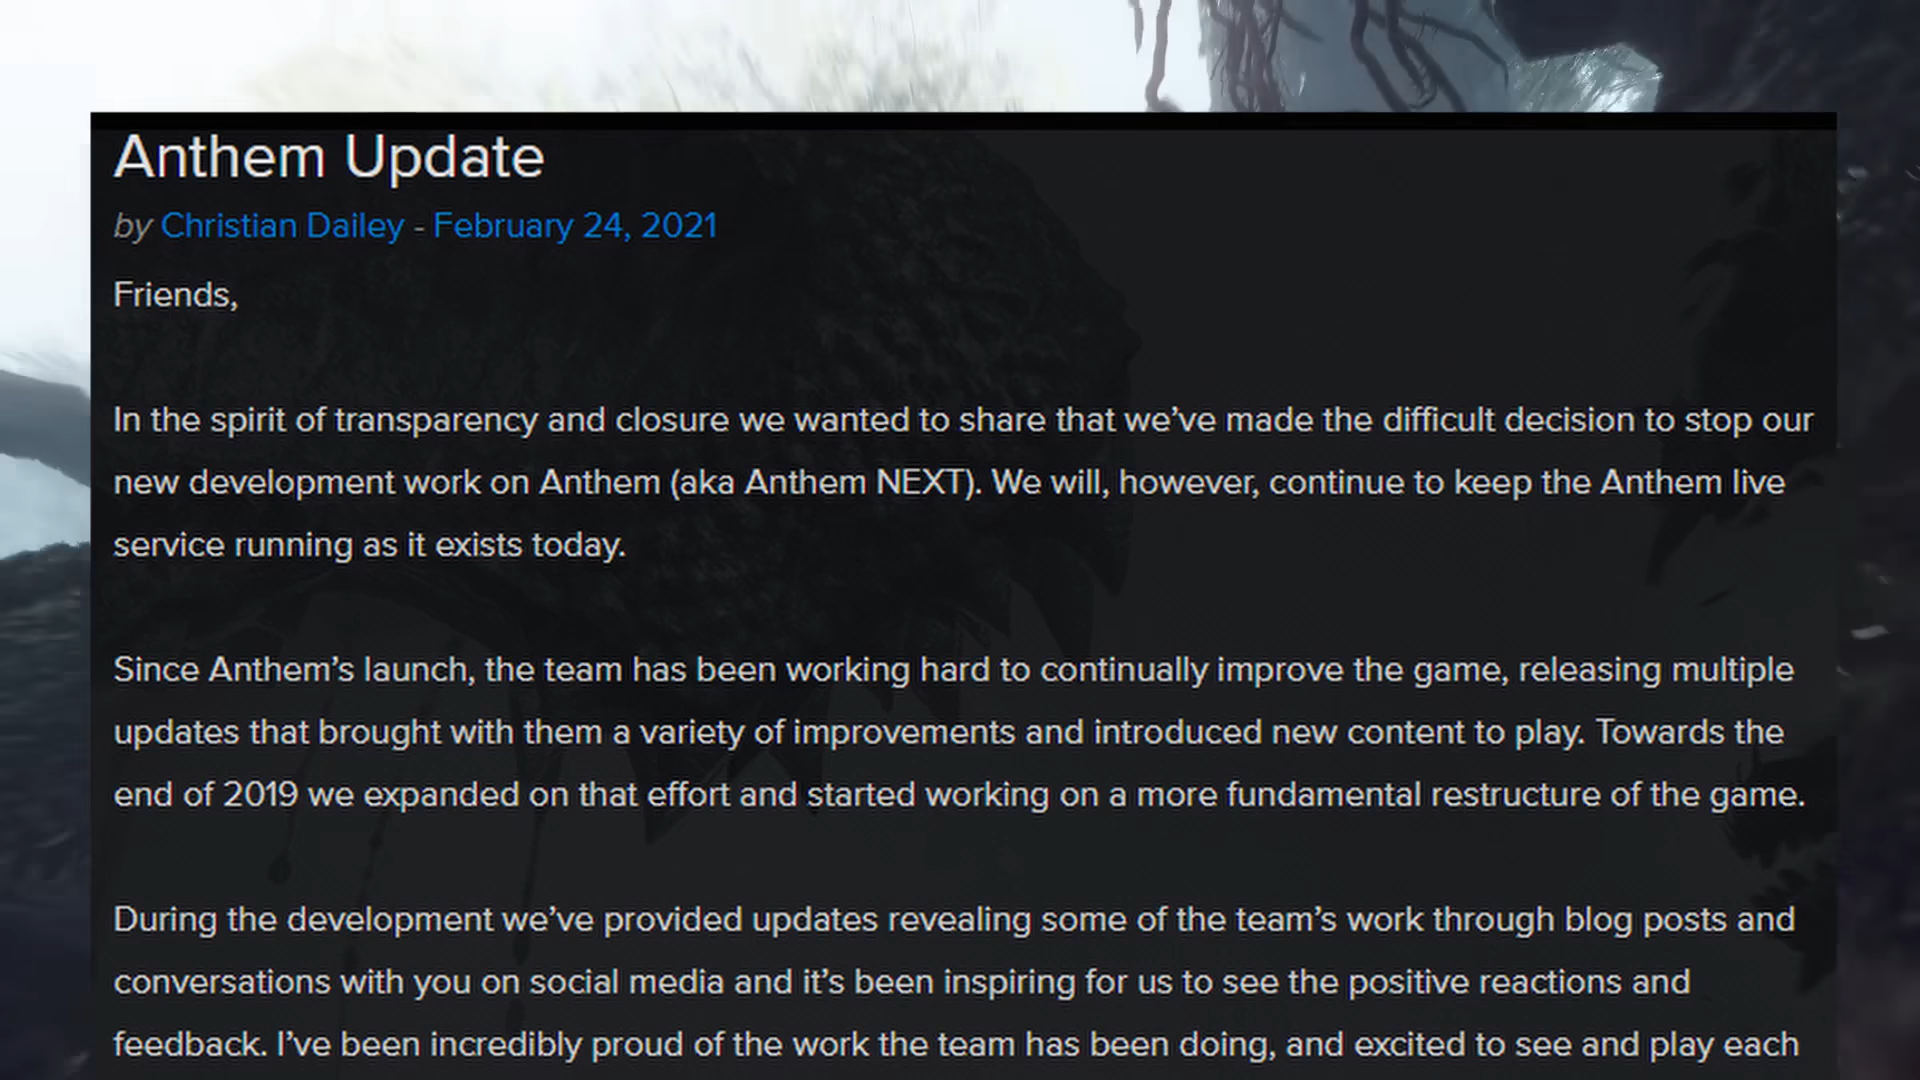 Anthem Update
by Christian Dailey - February 24, 2021
Friends,
In the spirit of transparency and closure we wanted to share that we’ve made the difficult decision to stop our
new development work on Anthem (aka Anthem NEXT). We will, however, continue to keep the Anthem live
service running as it exists today.
Since Anthem’s launch, the team has been working hard to continually improve the game, releasing multiple
updates that brought with them a variety of improvements and introduced new content to play. Towards the
end of 2019 we expanded on that effort and started working on a more fundamental restructure of the game.
During the development we’ve provided updates revealing some of the team’s work through blog posts and
conversations with you on social media and it’s been inspiring for us to see the positive reactions and
feedback. I’ve been incredibly proud of the work the team has been doing, and excited to see and play each